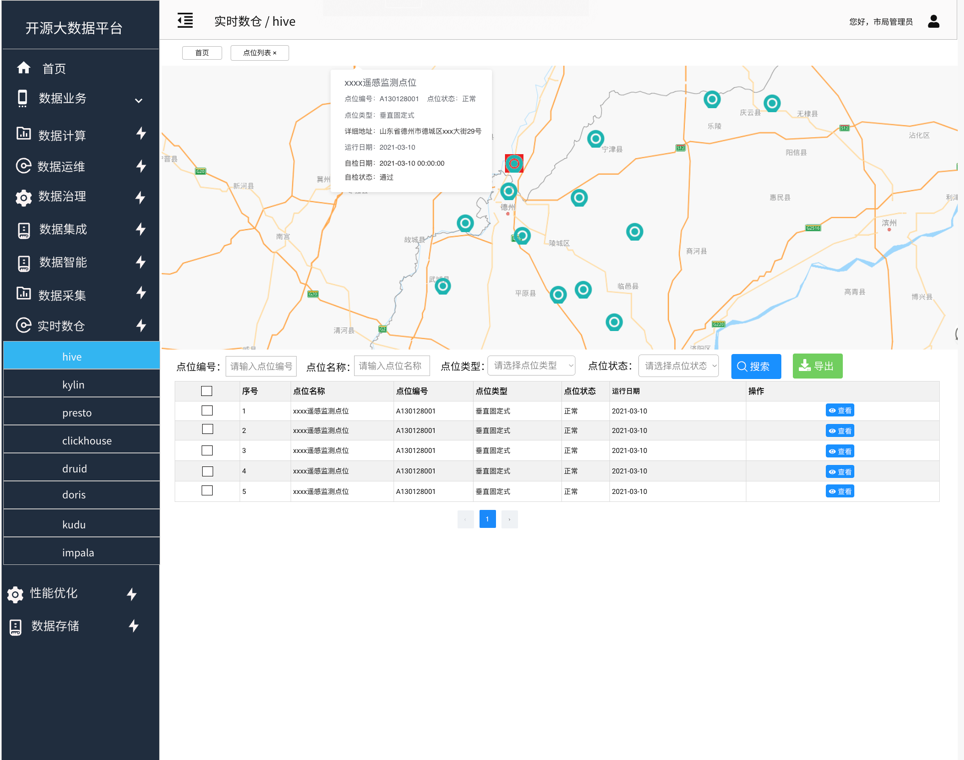 开源大数据平台
实时数仓 / hive
您好，市局管理员
首页
数据业务
数据计算
数据运维
数据治理
数据集成
数据智能
数据采集
实时数仓
hive
kylin
presto
clickhouse
druid
doris
kudu
impala
性能优化
数据存储
首页 点位列表 ×
xxxx遥感监测点位
点位编号：A130128001 点位状态：正常
点位类型：垂直固定式
详细地址：山东省德州市德城区xxx大街29号
运行日期：2021-03-10
自检日期：2021-03-10 00:00:00
自检状态：通过
庆云县
无棣县
乐陵
宁津县
沾化区
阳信县
新河县
惠民县
德州
滨州
南宫
故城县
陵城区
商河县
武城县
平原县
临邑县
高青县
博兴县
清河县
点位编号： 请输入点位编号 点位名称： 请输入点位名称 点位类型： 请选择点位类型 点位状态： 请选择点位状态 搜索 导出
序号 点位名称 点位编号 点位类型 点位状态 运行日期 操作
1 xxxx遥感监测点位 A130128001 垂直固定式 正常 2021-03-10 查看
2 xxxx遥感监测点位 A130128001 垂直固定式 正常 2021-03-10 查看
3 xxxx遥感监测点位 A130128001 垂直固定式 正常 2021-03-10 查看
4 xxxx遥感监测点位 A130128001 垂直固定式 正常 2021-03-10 查看
5 xxxx遥感监测点位 A130128001 垂直固定式 正常 2021-03-10 查看
1